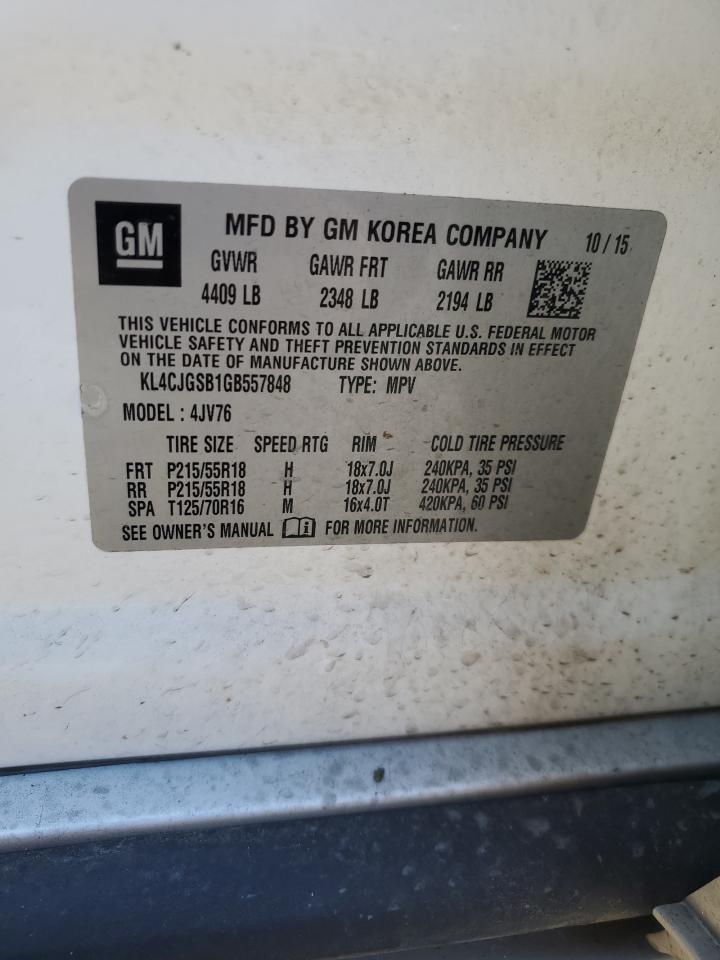 GM MFD BY GM KOREA COMPANY 10 / 15
GVWR GAWR FRT GAWR RR
4409 LB 2348 LB 2194 LB
THIS VEHICLE CONFORMS TO ALL APPLICABLE U.S. FEDERAL MOTOR
VEHICLE SAFETY AND THEFT PREVENTION STANDARDS IN EFFECT
ON THE DATE OF MANUFACTURE SHOWN ABOVE.
KL4CJGSB1GB557848 TYPE: MPV
MODEL : 4JV76
TIRE SIZE SPEED RTG RIM COLD TIRE PRESSURE
FRT P215/55R18 H 18x7.0J 240KPA, 35 PSI
RR P215/55R18 H 18x7.0J 240KPA, 35 PSI
SPA T125/70R16 M 16x4.0T 420KPA, 60 PSI
SEE OWNER'S MANUAL FOR MORE INFORMATION.